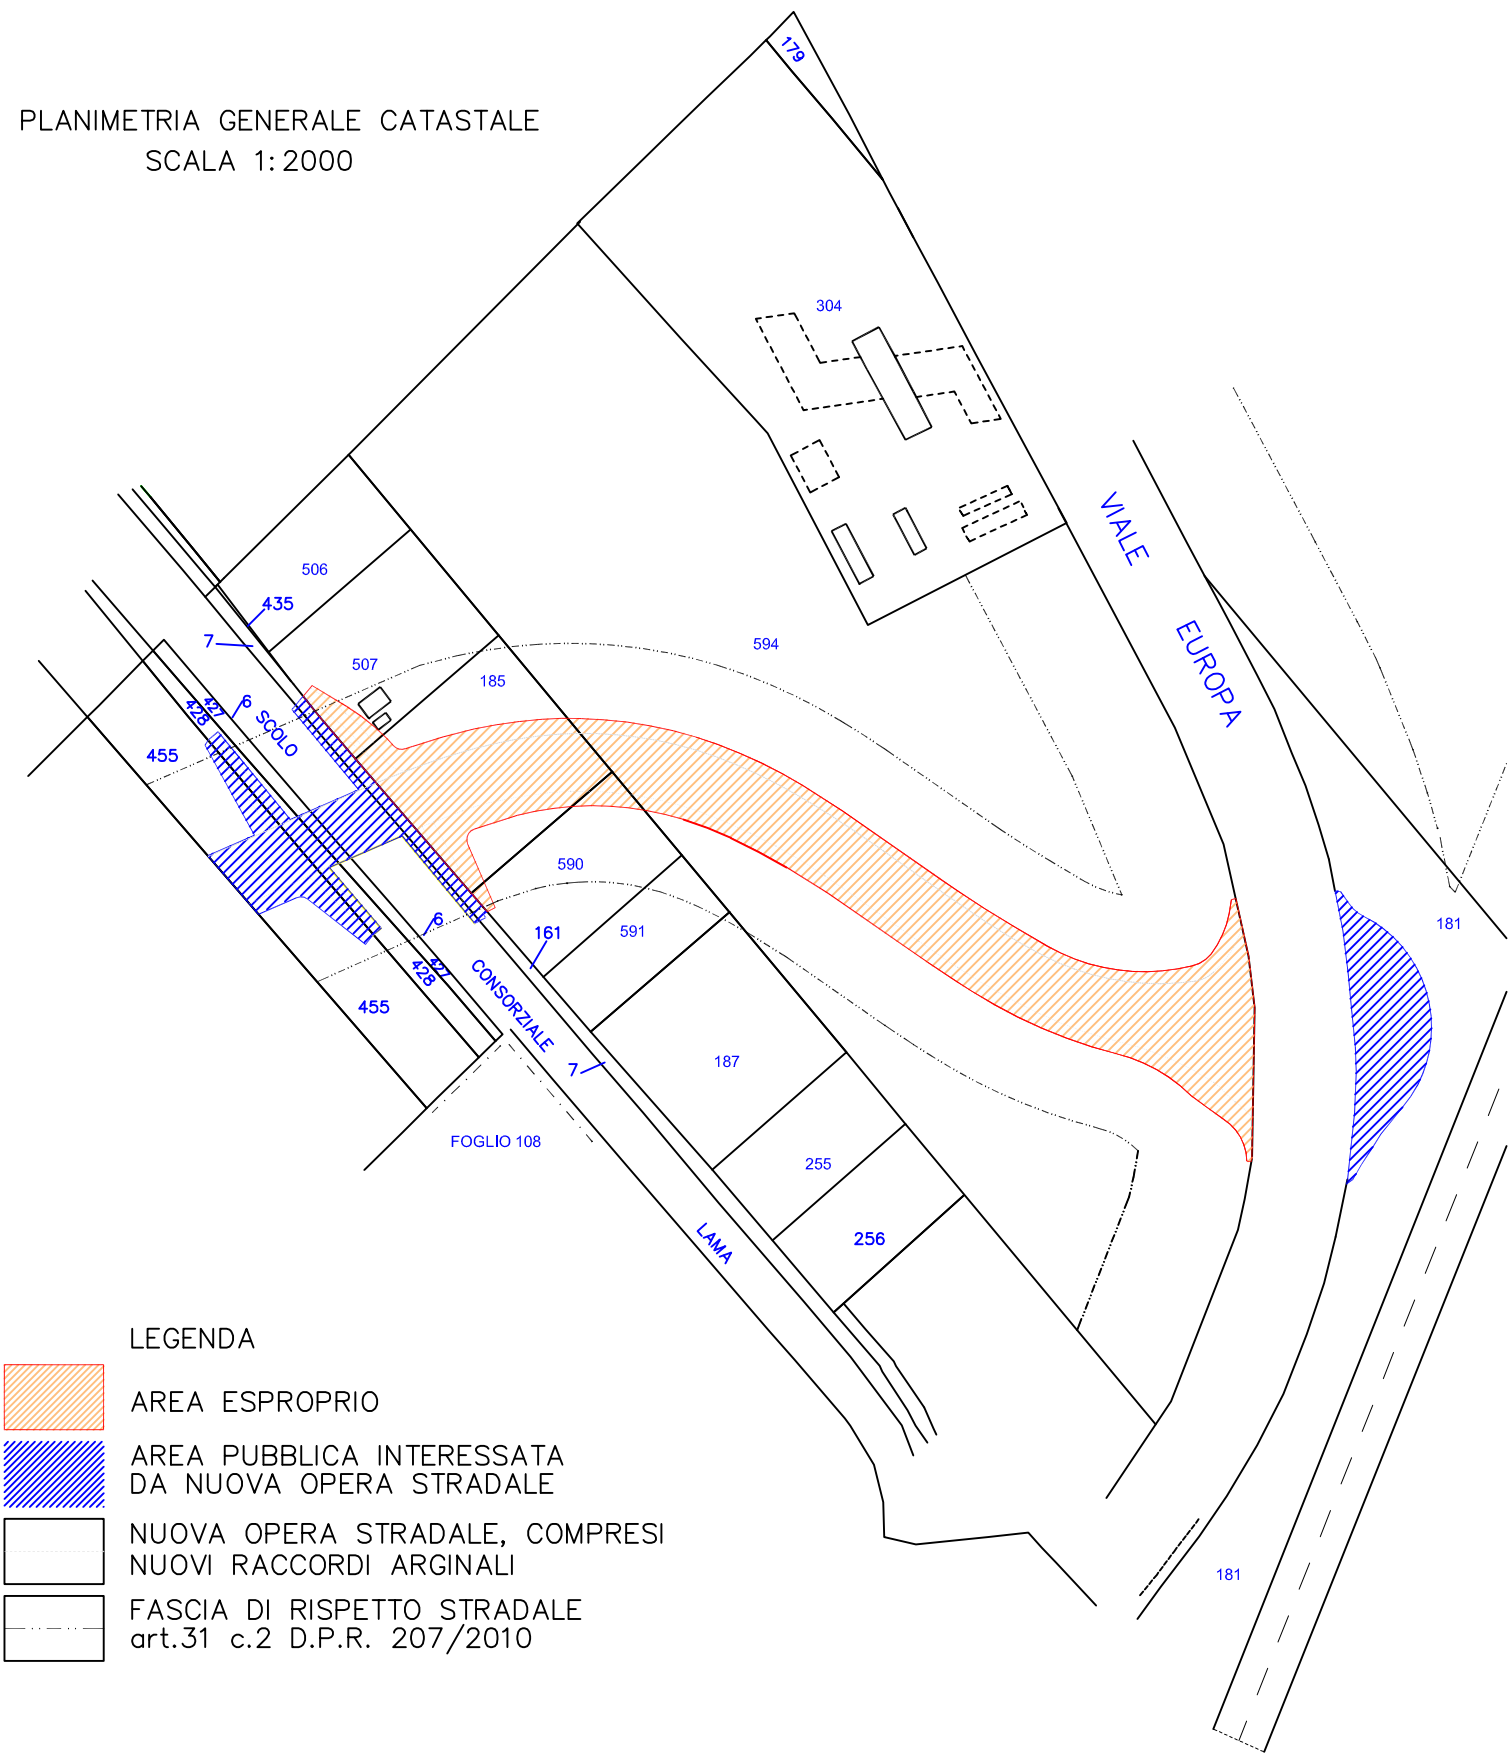 PLANIMETRIA GENERALE CATASTALE
SCALA 1:2000
179
304
VIALE
EUROPA
506
435
7
507
185
594
6
427
428
SCOLO
455
590
591
161
6
427
428
455
CONSORZIALE
7
187
181
FOGLIO 108
255
256
LAMA
181
LEGENDA
AREA ESPROPRIO
AREA PUBBLICA INTERESSATA
DA NUOVA OPERA STRADALE
NUOVA OPERA STRADALE, COMPRESI
NUOVI RACCORDI ARGINALI
FASCIA DI RISPETTO STRADALE
art.31 c.2 D.P.R. 207/2010